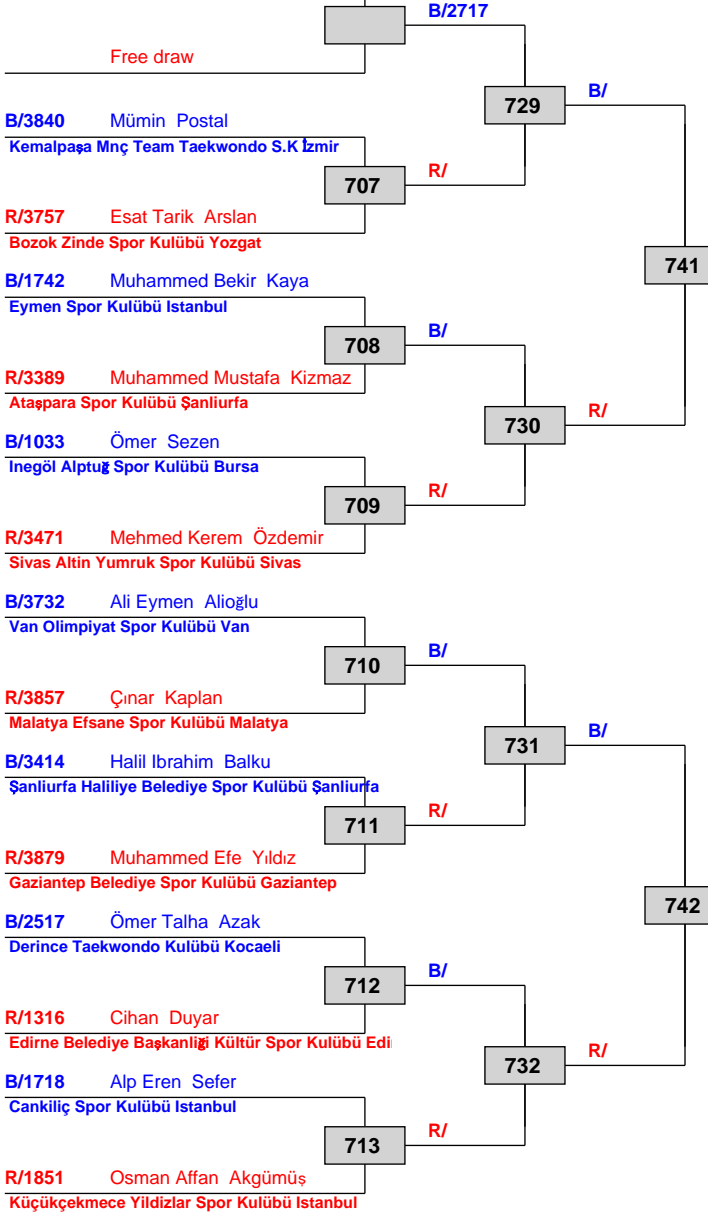 B/2717
Free draw
729
B/
B/3840 Mümin Postal
Kemalpaşa Mnç Team Taekwondo S.K İzmir
707
R/
R/3757 Esat Tarik Arslan
Bozok Zinde Spor Kulübü Yozgat
741
B/1742 Muhammed Bekir Kaya
Eymen Spor Kulübü Istanbul
708
B/
R/3389 Muhammed Mustafa Kizmaz
Ataşpara Spor Kulübü Şanliurfa
730
R/
B/1033 Ömer Sezen
Inegöl Alptuğ Spor Kulübü Bursa
709
R/
R/3471 Mehmed Kerem Özdemir
Sivas Altin Yumruk Spor Kulübü Sivas
B/3732 Ali Eymen Alioğlu
Van Olimpiyat Spor Kulübü Van
710
B/
R/3857 Çınar Kaplan
Malatya Efsane Spor Kulübü Malatya
731
B/
B/3414 Halil Ibrahim Balku
Şanliurfa Haliliye Belediye Spor Kulübü Şanliurfa
711
R/
R/3879 Muhammed Efe Yıldız
Gaziantep Belediye Spor Kulübü Gaziantep
742
B/2517 Ömer Talha Azak
Derince Taekwondo Kulübü Kocaeli
712
B/
R/1316 Cihan Duyar
Edirne Belediye Başkanliği Kültür Spor Kulübü Edi
732
R/
B/1718 Alp Eren Sefer
Cankiliç Spor Kulübü Istanbul
713
R/
R/1851 Osman Affan Akgümüş
Küçükçekmece Yildizlar Spor Kulübü Istanbul